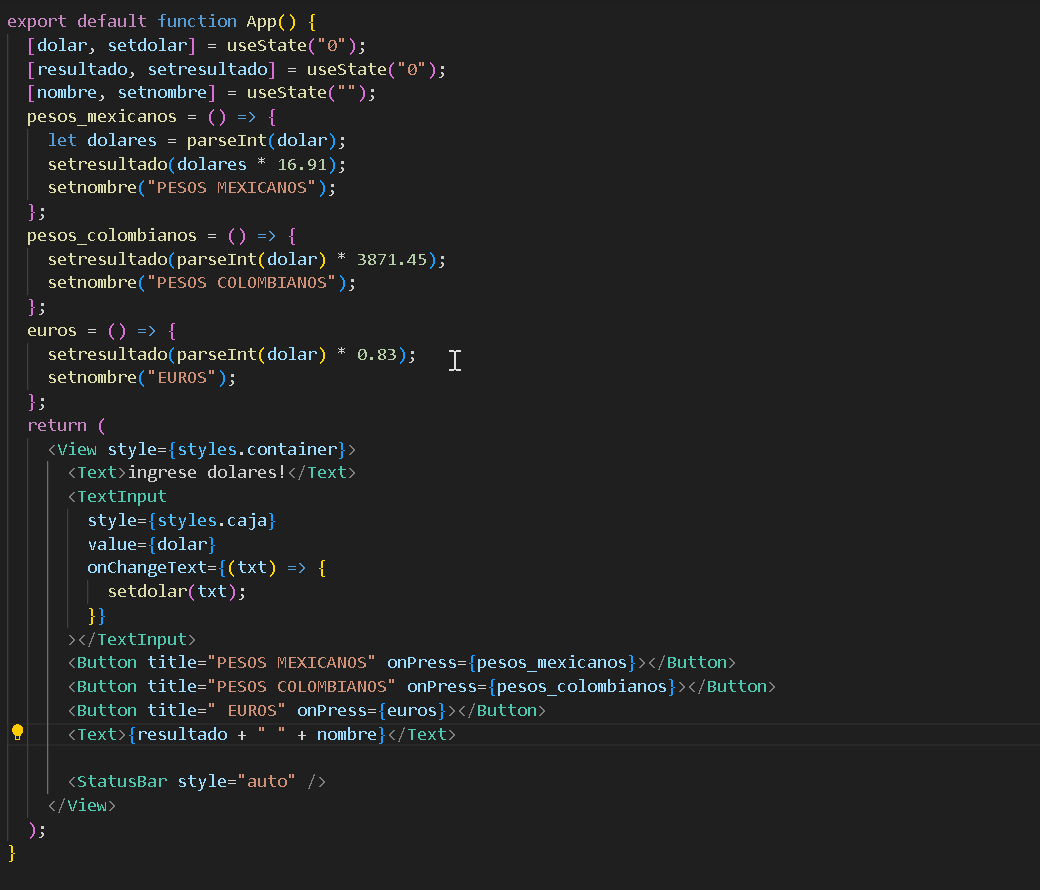 export default function App() {
  [dolar, setdolar] = useState("0");
  [resultado, setresultado] = useState("0");
  [nombre, setnombre] = useState("");
  pesos_mexicanos = () => {
    let dolares = parseInt(dolar);
    setresultado(dolares * 16.91);
    setnombre("PESOS MEXICANOS");
  };
  pesos_colombianos = () => {
    setresultado(parseInt(dolar) * 3871.45);
    setnombre("PESOS COLOMBIANOS");
  };
  euros = () => {
    setresultado(parseInt(dolar) * 0.83);
    setnombre("EUROS");
  };
  return (
    <View style={styles.container}>
      <Text>ingrese dolares!</Text>
      <TextInput
        style={styles.caja}
        value={dolar}
        onChangeText={(txt) => {
          setdolar(txt);
        }}
      ></TextInput>
      <Button title="PESOS MEXICANOS" onPress={pesos_mexicanos}></Button>
      <Button title="PESOS COLOMBIANOS" onPress={pesos_colombianos}></Button>
      <Button title=" EUROS" onPress={euros}></Button>
      <Text>{resultado + " " + nombre}</Text>

      <StatusBar style="auto" />
    </View>
  );
}